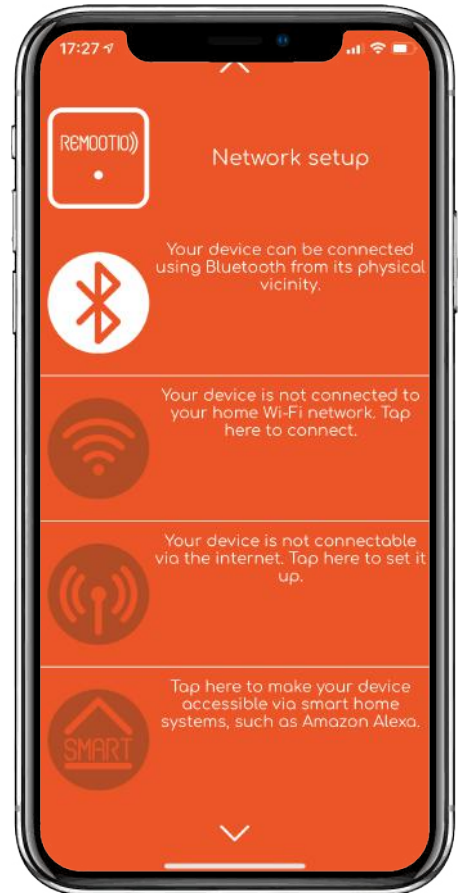 17:27
REMOOTIO
Network setup
Your device can be connected
using Bluetooth from its physical
vicinity.
Your device is not connected to
your home Wi-Fi network. Tap
here to connect.
Your device is not connectable
via the internet. Tap here to set it
up.
Tap here to make your device
accessible via smart home
systems, such as Amazon Alexa.
SMART